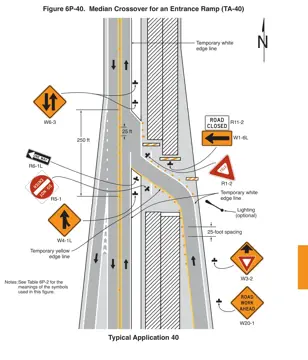 Figure 6P-40. Median Crossover for an Entrance Ramp (TA-40)
Temporary white
edge line
N
W6-3
ROAD
CLOSED
R11-2
W1-6L
250 ft
25 ft
R6-1L
R1-2
R5-1
Temporary white
edge line
Lighting
(optional)
W4-1L
25-foot spacing
Temporary yellow
edge line
W3-2
Notes: See Table 6P-2 for the
meanings of the symbols
used in this figure.
ROAD
WORK
AHEAD
W20-1
Typical Application 40